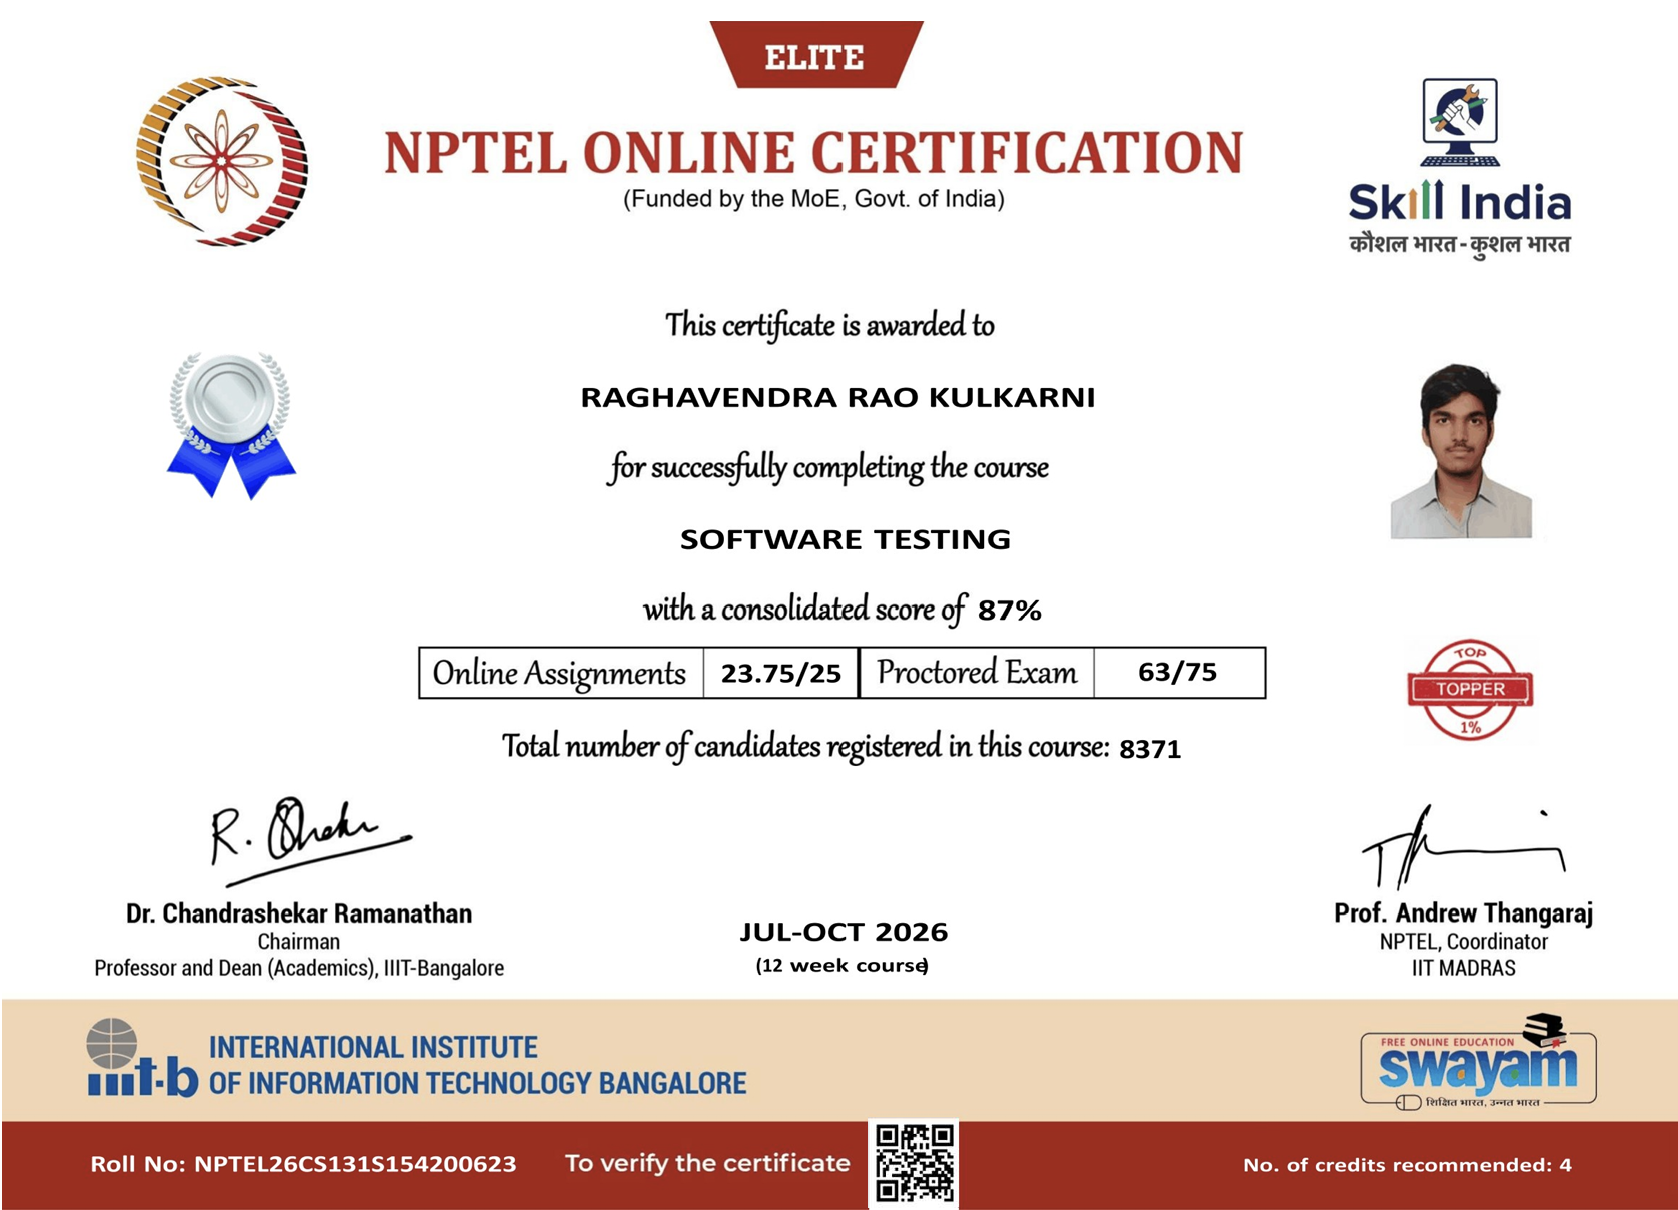 ELITE
NPTEL ONLINE CERTIFICATION
(Funded by the MoE, Govt. of India)
Skill India
कौशल भारत - कुशल भारत
This certificate is awarded to
RAGHAVENDRA RAO KULKARNI
for successfully completing the course
SOFTWARE TESTING
with a consolidated score of 87%
Online Assignments 23.75/25 Proctored Exam 63/75
TOP
TOPPER
1%
Total number of candidates registered in this course: 8371
R. Shekr
Dr. Chandrashekar Ramanathan
Chairman
Professor and Dean (Academics), IIIT-Bangalore
JUL-OCT 2026
(12 week course)
Prof. Andrew Thangaraj
NPTEL, Coordinator
IIT MADRAS
iiit-b
INTERNATIONAL INSTITUTE
OF INFORMATION TECHNOLOGY BANGALORE
FREE ONLINE EDUCATION
swayam
शिक्षित भारत, उन्नत भारत
Roll No: NPTEL26CS131S154200623
To verify the certificate
No. of credits recommended: 4